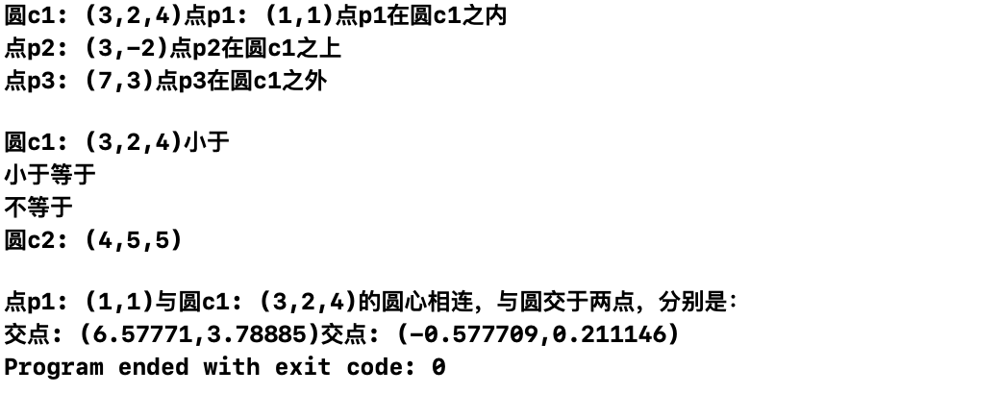 圆c1: (3,2,4)点p1: (1,1)点p1在圆c1之内
点p2: (3,-2)点p2在圆c1之上
点p3: (7,3)点p3在圆c1之外
圆c1: (3,2,4)小于
小于等于
不等于
圆c2: (4,5,5)
点p1: (1,1)与圆c1: (3,2,4)的圆心相连，与圆交于两点，分别是：
交点: (6.57771,3.78885)交点: (-0.577709,0.211146)
Program ended with exit code: 0